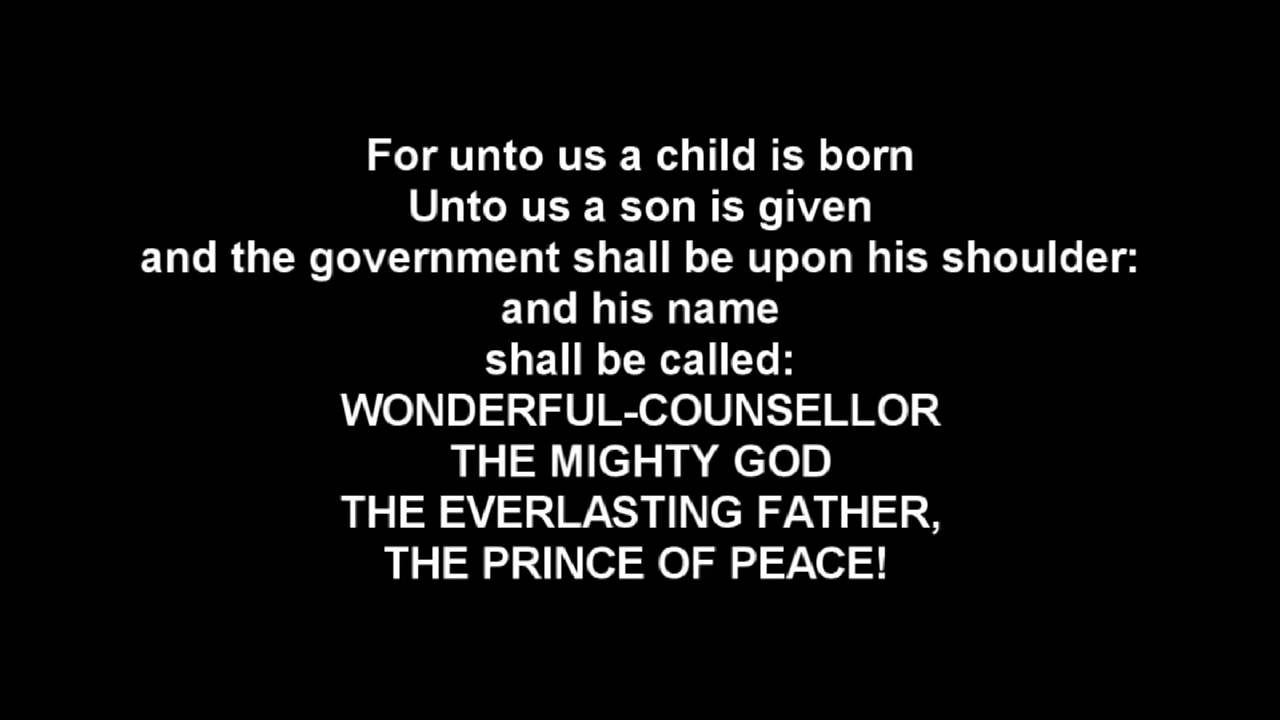 For unto us a child is born
Unto us a son is given
and the government shall be upon his shoulder:
and his name
shall be called:
WONDERFUL-COUNSELLOR
THE MIGHTY GOD
THE EVERLASTING FATHER,
THE PRINCE OF PEACE!